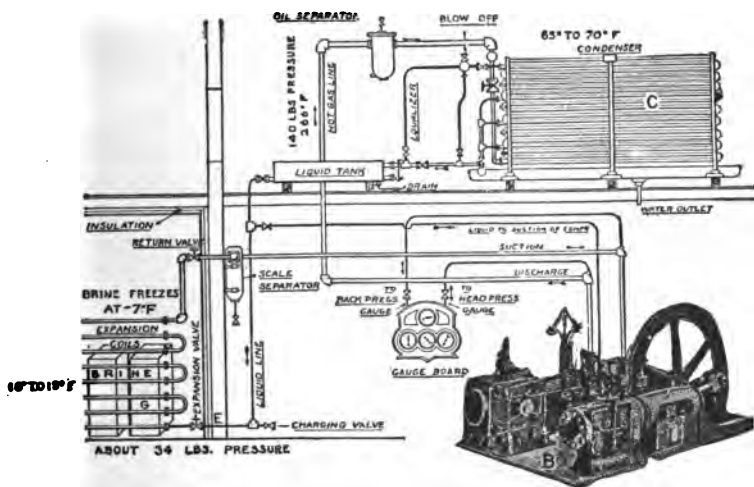 OIL SEPARATOR
BLOW OFF
65° TO 70° F
CONDENSER
C
140 LBS PRESSURE
266° F
HOT GAS LINE
EQUALIZER
LIQUID TANK
DRAIN
WATER OUTLET
INSULATION
RETURN VALVE
LIQUID TO SUCTION OF COMPR
SUCTION
DISCHARGE
SCALE
SEPARATOR
TO
BACK PRESS
GAUGE
TO
HEAD PRESS
GAUGE
BRINE FREEZES
AT -7°F
EXPANSION
COILS
BRINE
G
EXPANSION VALVE
LIQUID LINE
GAUGE BOARD
E
CHARGING VALVE
B
ABOUT 34 LBS. PRESSURE